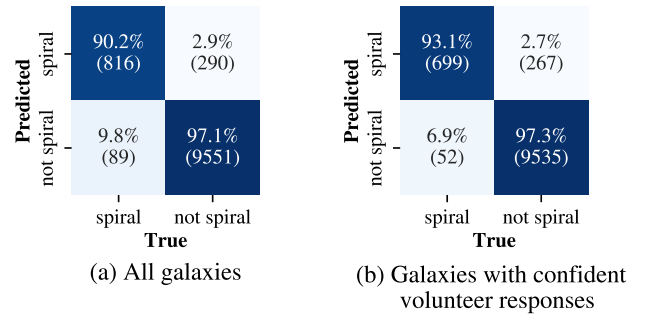 Predicted
spiral
not spiral
90.2%
(816)
2.9%
(290)
9.8%
(89)
97.1%
(9551)
spiral
not spiral
True
(a) All galaxies
Predicted
spiral
not spiral
93.1%
(699)
2.7%
(267)
6.9%
(52)
97.3%
(9535)
spiral
not spiral
True
(b) Galaxies with confident
volunteer responses